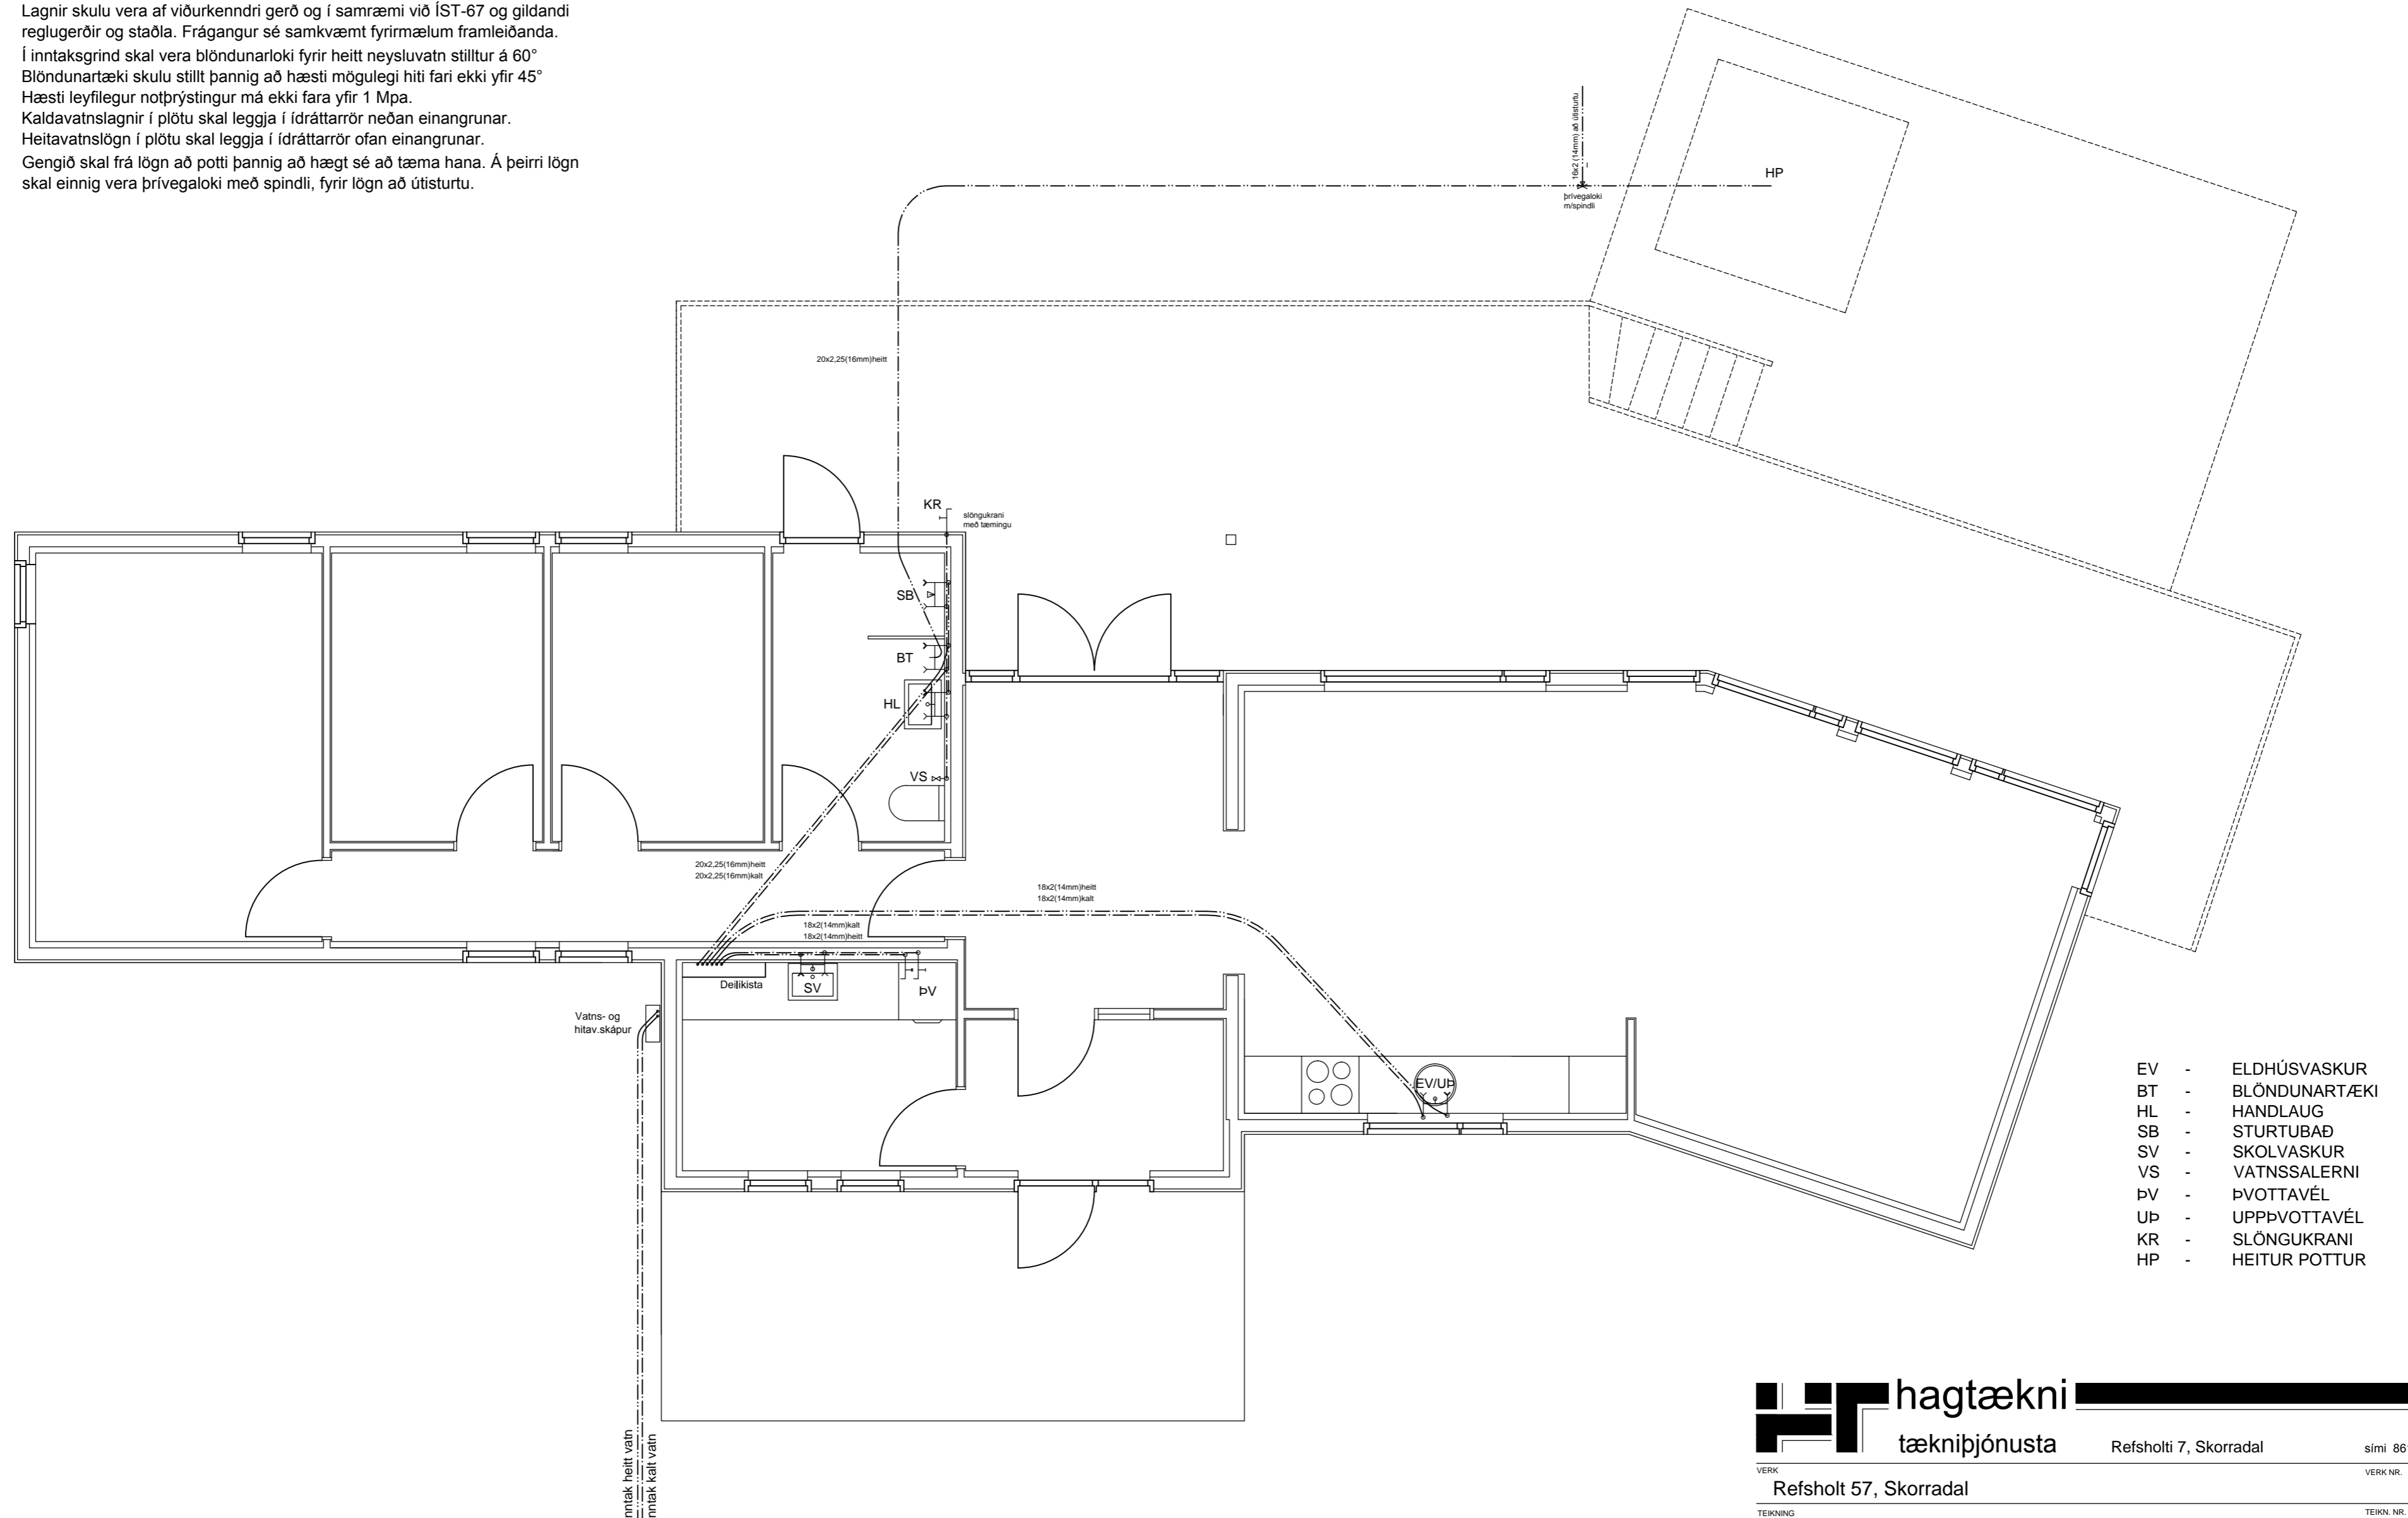 Lagnir skulu vera af viðurkenndri gerð og í samræmi við ÍST-67 og gildandi
reglugerðir og staðla. Frágangur sé samkvæmt fyrirmælum framleiðanda.
Í inntaksgrind skal vera blöndunarloki fyrir heitt neysluvatn stilltur á 60°
Blöndunartæki skulu stillt þannig að hæsti mögulegi hiti fari ekki yfir 45°
Hæsti leyfilegur notþrýstingur má ekki fara yfir 1 Mpa.
Kaldavatnslagnir í plötu skal leggja í ídráttarrör neðan einangrunar.
Heitavatnslögn í plötu skal leggja í ídráttarrör ofan einangrunar.
Gengið skal frá lögn að potti þannig að hægt sé að tæma hana. Á þeirri lögn
skal einnig vera þrívegaloki með spindli, fyrir lögn að útisturtu.
16x2 (14mm) að útisturtu
HP
þrívegaloki
m/spindli
20x2,25(16mm)heitt
KR
slöngukrani
með tæmingu
SB
BT
HL
VS
20x2,25(16mm)heitt
20x2,25(16mm)kalt
18x2(14mm)heitt
18x2(14mm)kalt
18x2(14mm)kalt
18x2(14mm)heitt
Deilikista
SV
ÞV
Vatns- og
hitav.skápur
EV/UÞ
nntak heitt vatn
nntak kalt vatn
EV - ELDHÚSVASKUR
BT - BLÖNDUNARTÆKI
HL - HANDLAUG
SB - STURTUBAÐ
SV - SKOLVASKUR
VS - VATNSSALERNI
ÞV - ÞVOTTAVÉL
UÞ - UPPÞVOTTAVÉL
KR - SLÖNGUKRANI
HP - HEITUR POTTUR
hagtækni
tækniþjónusta Refsholti 7, Skorradal sími 86
VERK VERK NR.
Refsholt 57, Skorradal
TEIKNING TEIKN. NR.